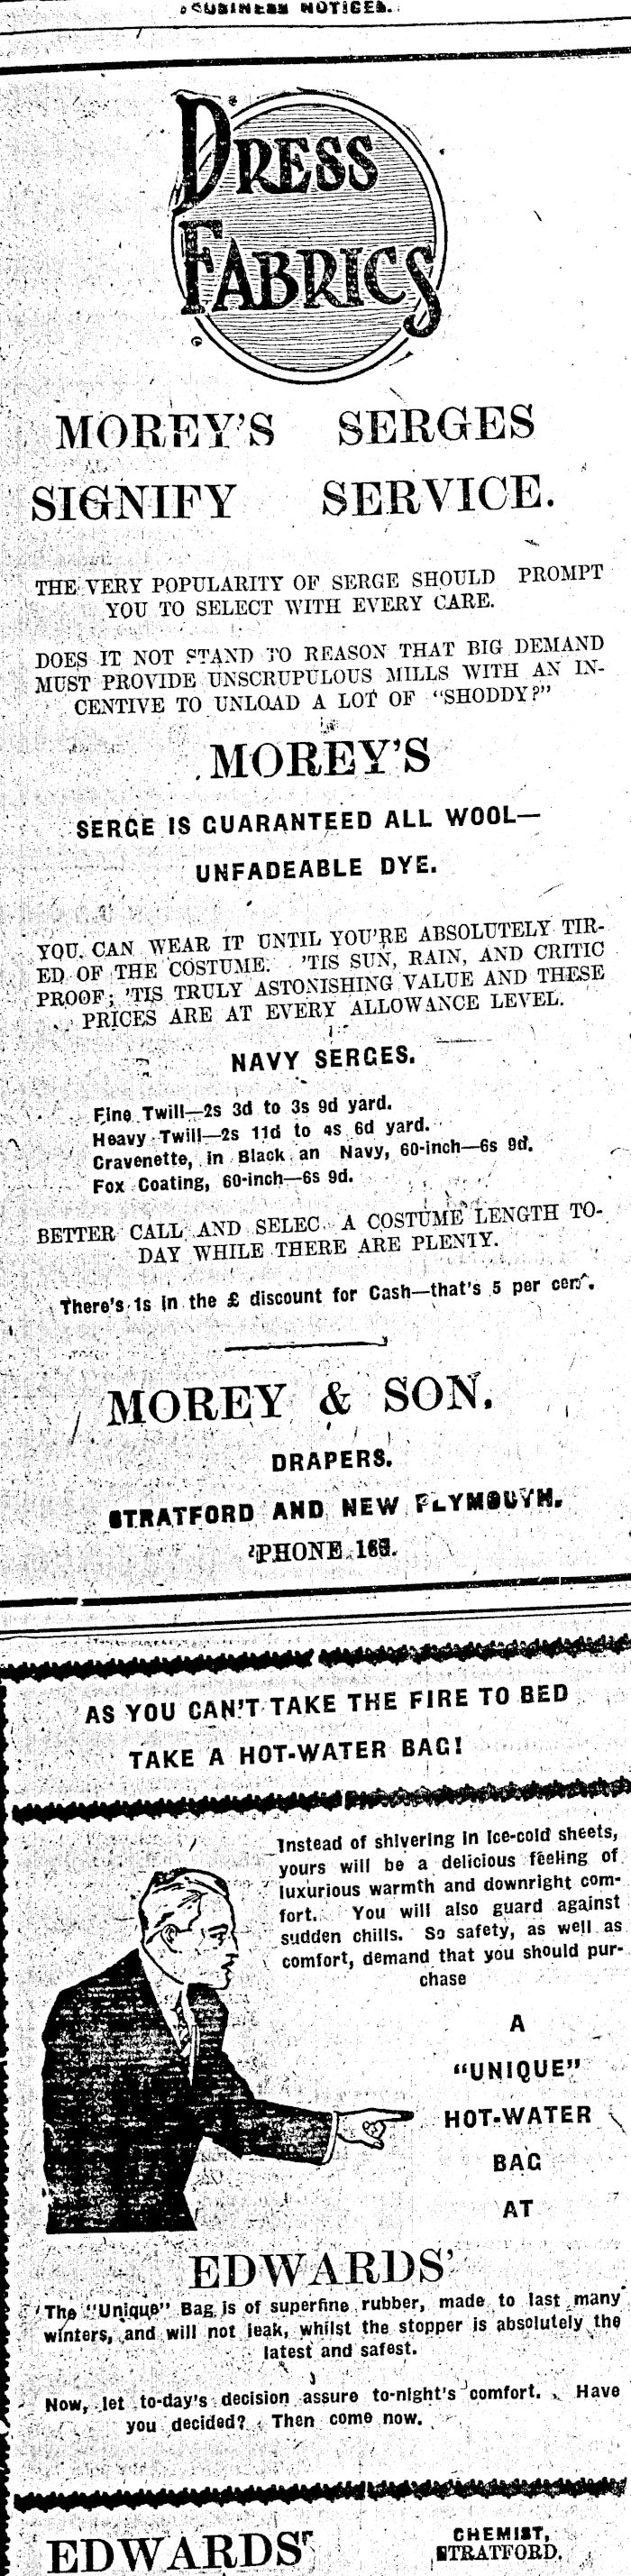 BUSINESS NOTICES.
DRESS
FABRICS
MOREY'S SERGES
SIGNIFY SERVICE.
THE VERY POPULARITY OF SERGE SHOULD PROMPT
YOU TO SELECT WITH EVERY CARE.
DOES IT NOT STAND TO REASON THAT BIG DEMAND
MUST PROVIDE UNSCRUPULOUS MILLS WITH AN IN-
CENTIVE TO UNLOAD A LOT OF "SHODDY?"
MOREY'S
SERGE IS GUARANTEED ALL WOOL—
UNFADEABLE DYE.
YOU CAN WEAR IT UNTIL YOU'RE ABSOLUTELY TIR-
ED OF THE COSTUME. 'TIS SUN, RAIN, AND CRITIC
PROOF; 'TIS TRULY ASTONISHING VALUE AND THESE
PRICES ARE AT EVERY ALLOWANCE LEVEL.
NAVY SERGES.
Fine Twill—2s 3d to 3s 9d yard.
Heavy Twill—2s 11d to 4s 6d yard.
Cravenette, in Black an Navy, 60-inch—6s 9d.
Fox Coating, 60-inch—6s 9d.
BETTER CALL AND SELEC. A COSTUME LENGTH TO-
DAY WHILE THERE ARE PLENTY.
There's 1s in the £ discount for Cash—that's 5 per cent.
MOREY & SON.
DRAPERS.
STRATFORD AND NEW PLYMOUTH.
'PHONE
AS YOU CAN'T TAKE THE FIRE TO BED
TAKE A HOT-WATER BAG!
Instead of shivering in ice-cold sheets,
yours will be a delicious feeling of
luxurious warmth and downright com-
fort. You will also guard against
sudden chills. So safety, as well as
comfort, demand that you should pur-
chase
A
"UNIQUE"
HOT-WATER
BAG
AT
EDWARDS'
The "Unique" Bag is of superfine rubber, made to last many
winters, and will not leak, whilst the stopper is absolutely the
latest and safest.
Now, let to-day's decision assure to-night's comfort. Have
you decided? Then come now.
EDWARDS' CHEMIST,
STRATFORD.